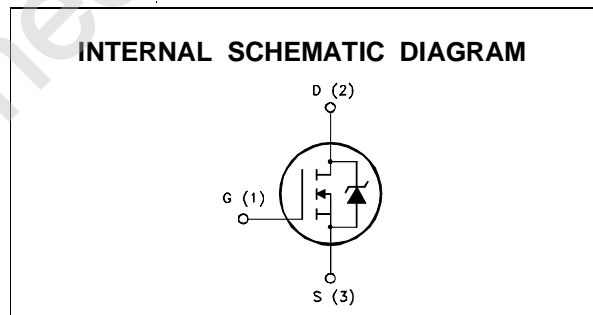 INTERNAL SCHEMATIC DIAGRAM
D (2)
G (1)
S (3)